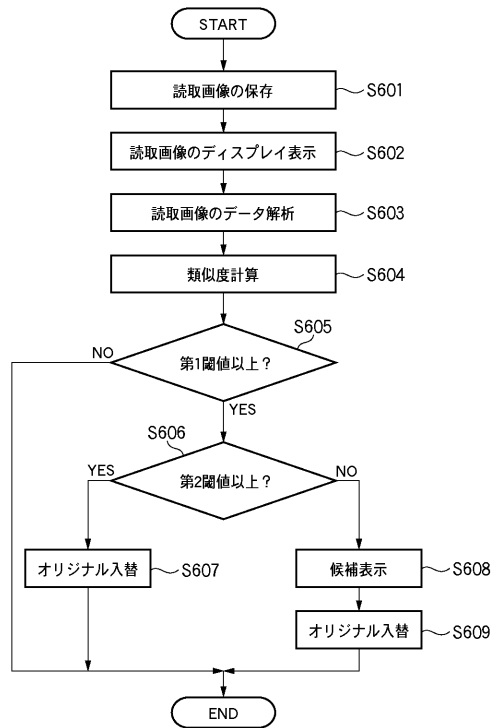 START
読取画像の保存
S601
読取画像のディスプレイ表示
S602
読取画像のデータ解析
S603
類似度計算
S604
S605
NO
第1閾値以上？
YES
S606
YES
第2閾値以上？
NO
オリジナル入替
S607
候補表示
S608
オリジナル入替
S609
END